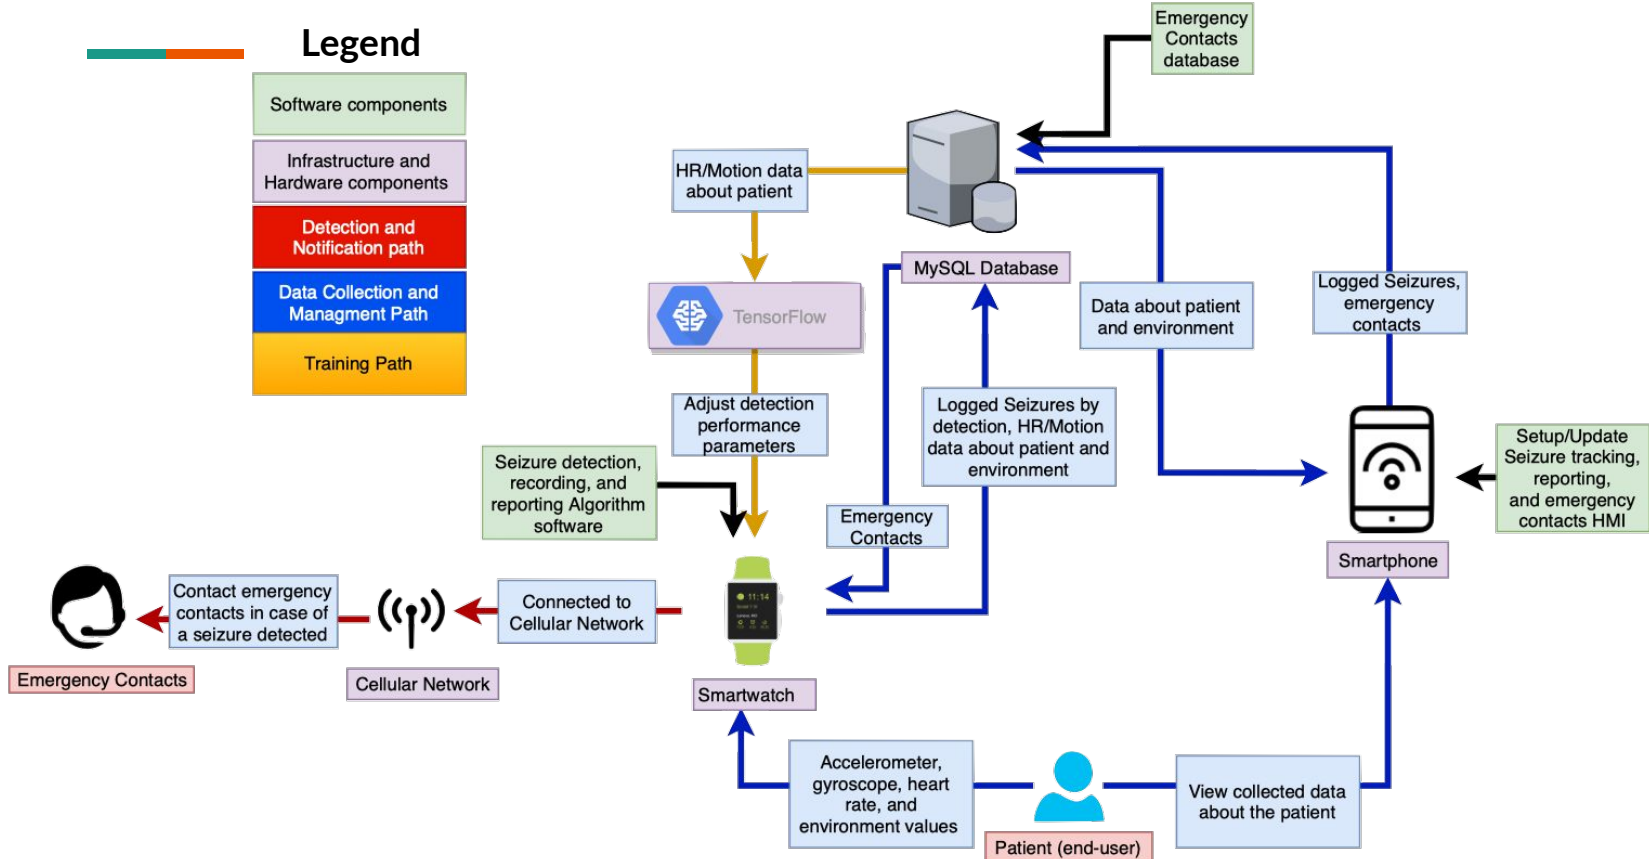 Legend
Software components
Infrastructure and
Hardware components
Detection and
Notification path
Data Collection and
Managment Path
Training Path
Emergency
Contacts
database
HR/Motion data
about patient
MySQL Database
TensorFlow
Data about patient
and environment
Logged Seizures,
emergency
contacts
Adjust detection
performance
parameters
Logged Seizures by
detection, HR/Motion
data about patient and
environment
Seizure detection,
recording, and
reporting Algorithm
software
Emergency
Contacts
Setup/Update
Seizure tracking,
reporting,
and emergency
contacts HMI
Smartphone
Contact emergency
contacts in case of
a seizure detected
Connected to
Cellular Network
11:14
Emergency Contacts
Cellular Network
Smartwatch
Accelerometer,
gyroscope, heart
rate, and
environment values
View collected data
about the patient
Patient (end-user)